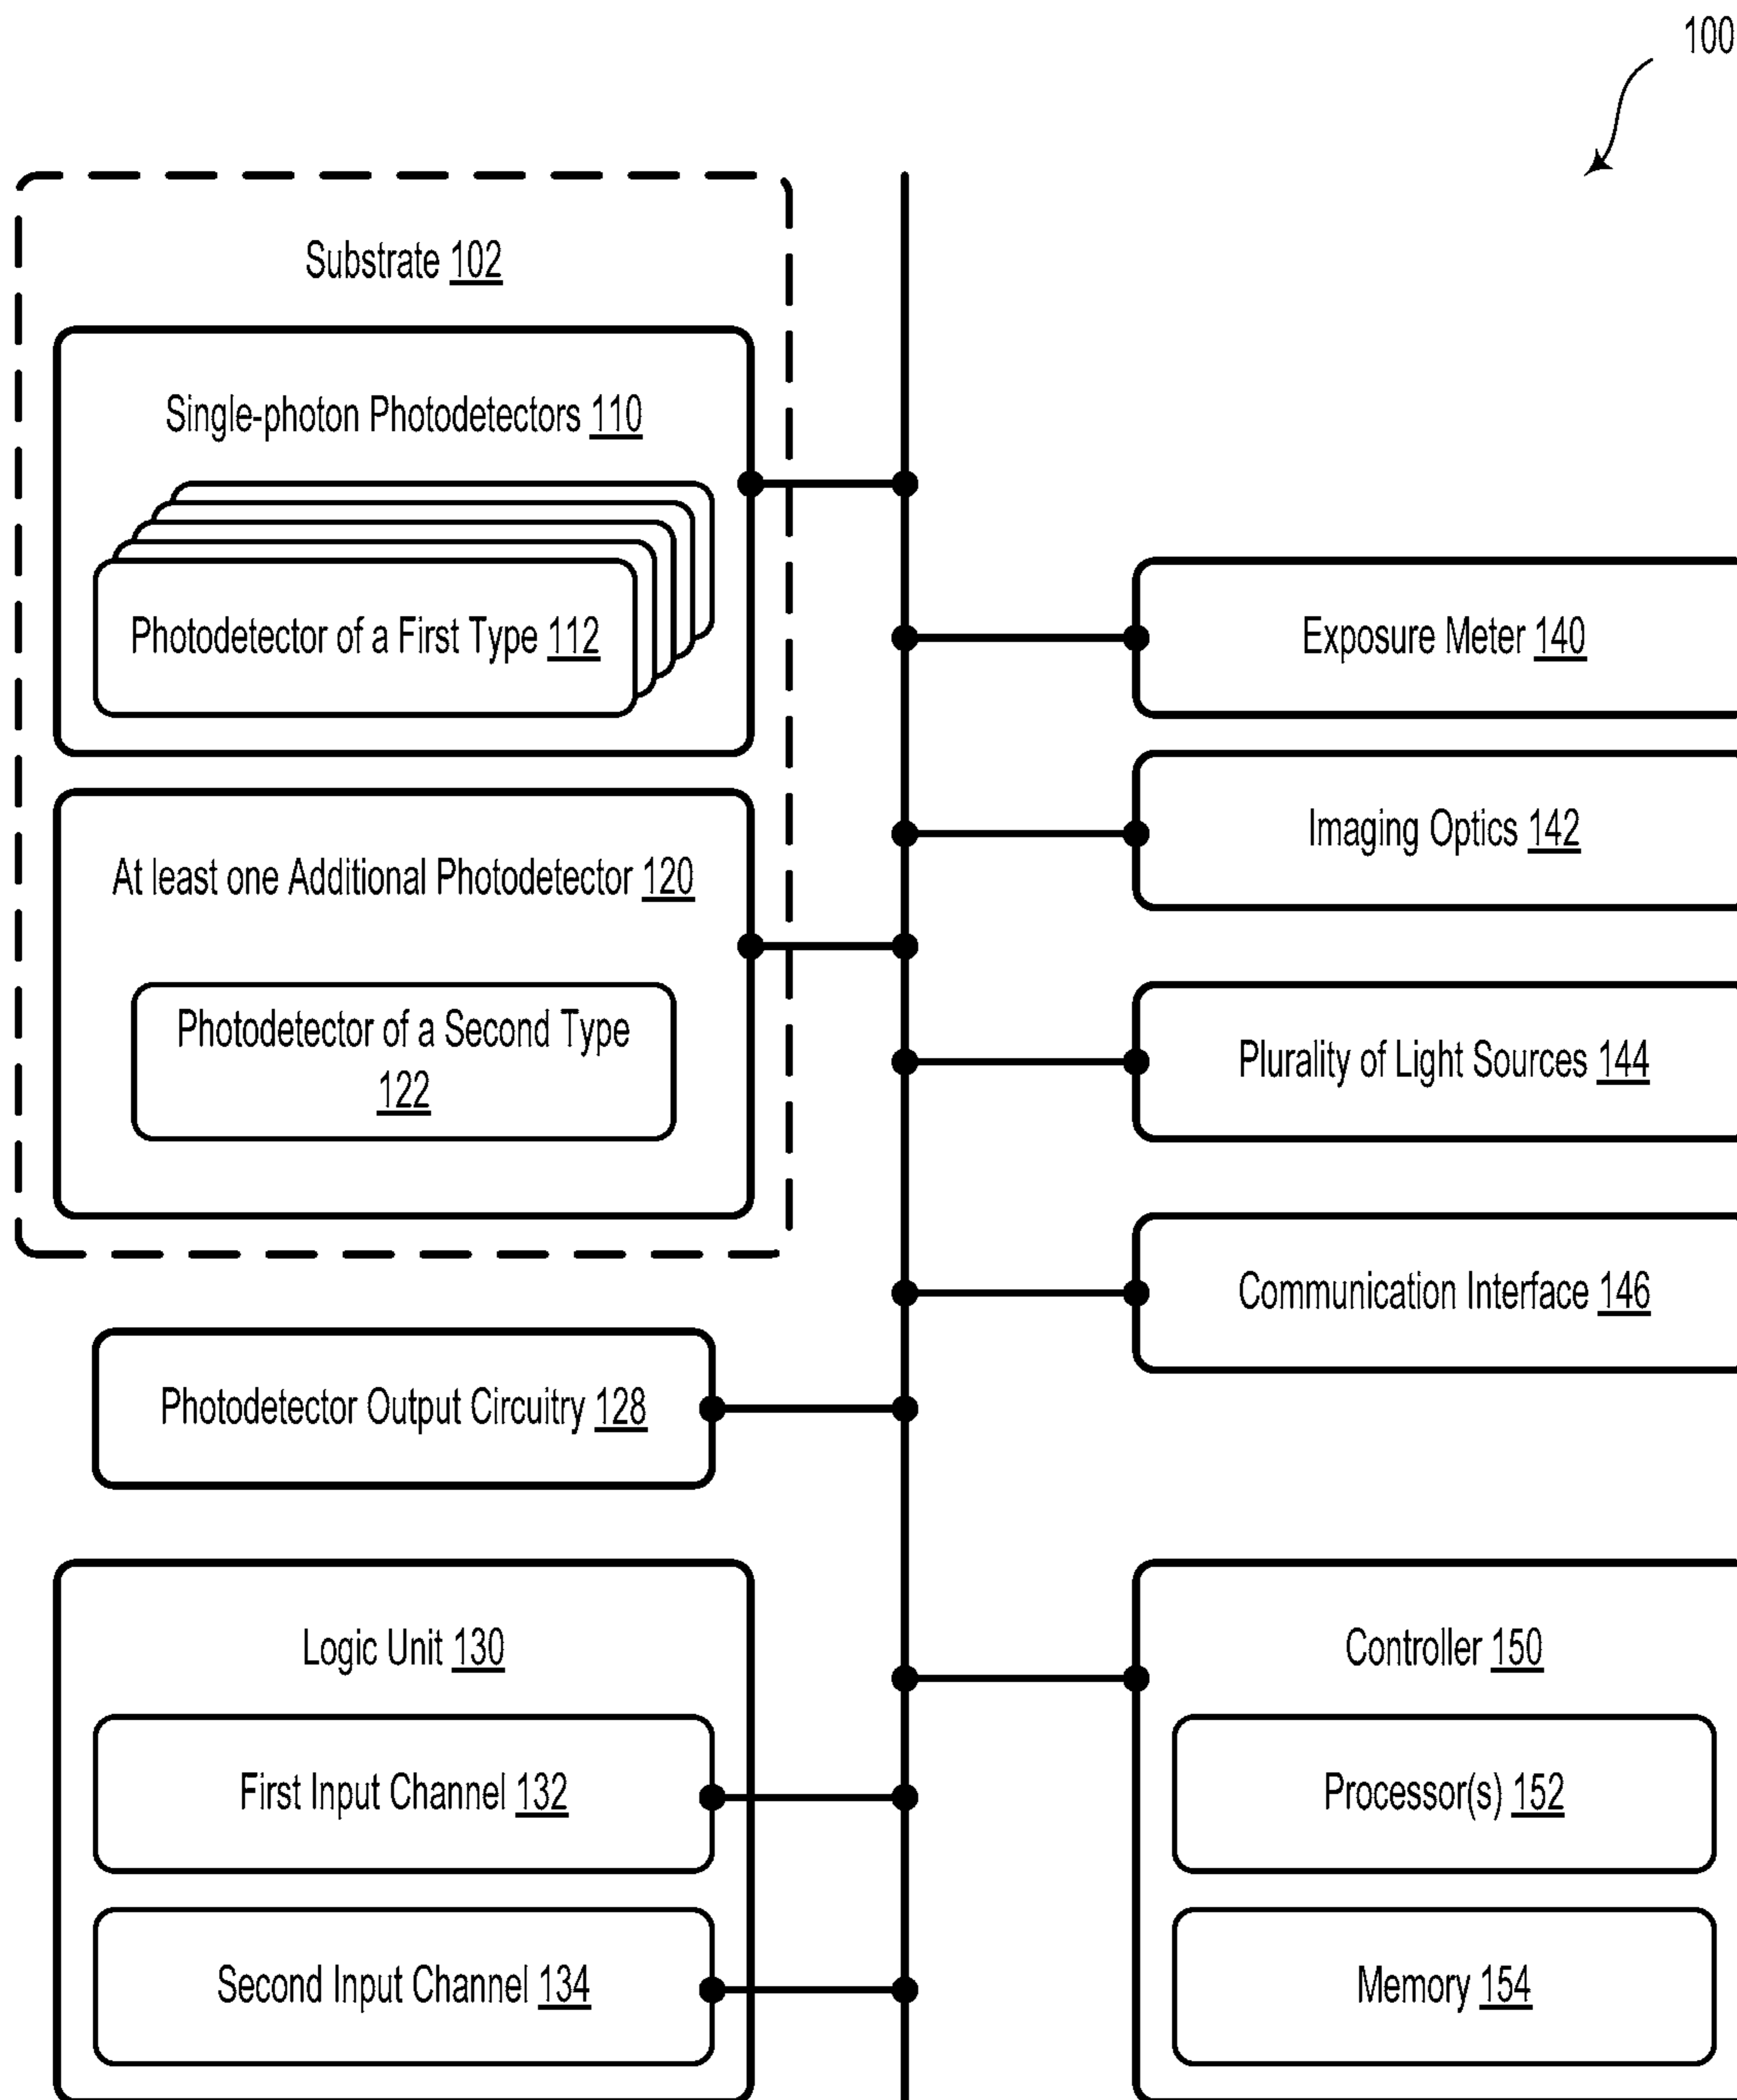 100
Substrate 102
Single-photon Photodetectors 110
Photodetector of a First Type 112
At least one Additional Photodetector 120
Photodetector of a Second Type
122
Photodetector Output Circuitry 128
Logic Unit 130
First Input Channel 132
Second Input Channel 134
Exposure Meter 140
Imaging Optics 142
Plurality of Light Sources 144
Communication Interface 146
Controller 150
Processor(s) 152
Memory 154